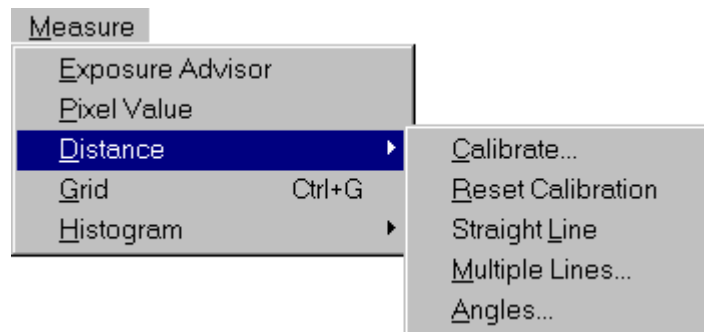 Measure
Exposure Advisor
Pixel Value
Distance
Grid Ctrl+G
Histogram
Calibrate...
Reset Calibration
Straight Line
Multiple Lines...
Angles...